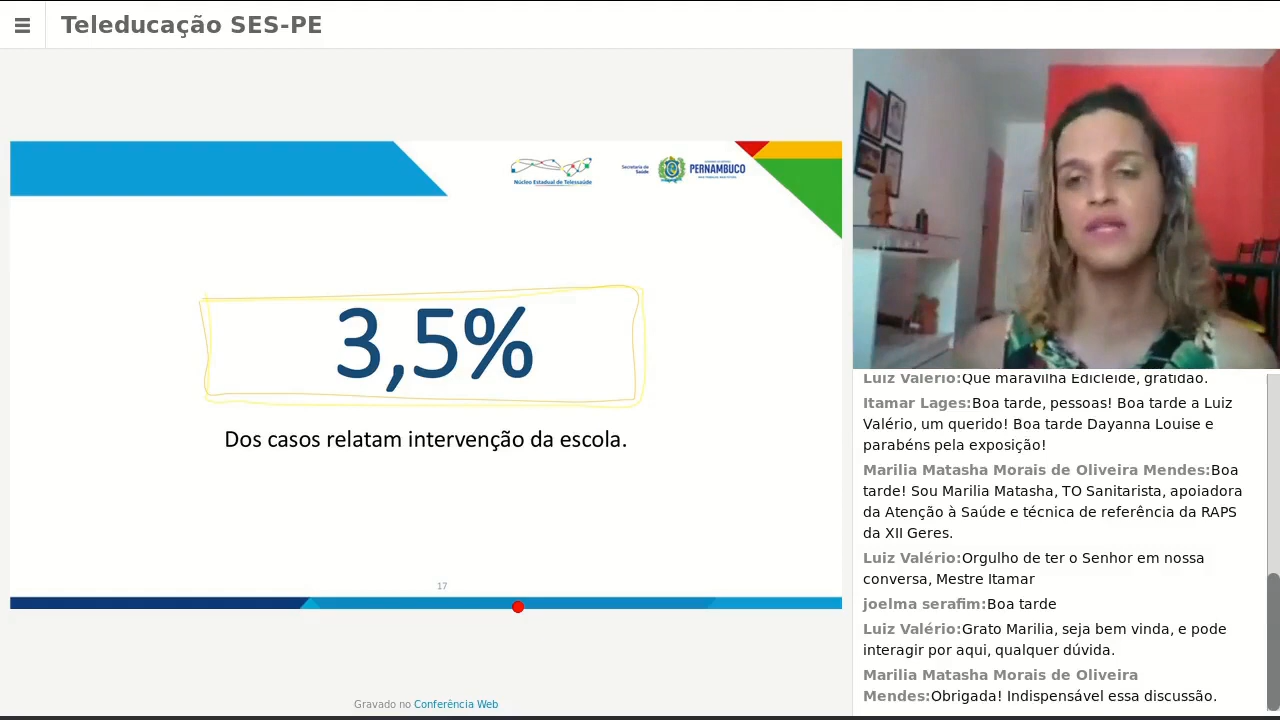 Teleducação SES-PE
Núcleo Estadual de Telessaúde
Secretaria de
Saúde
PERNAMBUCO
3,5%
Dos casos relatam intervenção da escola.
17
Gravado no Conferência Web
Luiz Valério:Que maravilha Edicleide, gratidão.
Itamar Lages:Boa tarde, pessoas! Boa tarde a Luiz
Valério, um querido! Boa tarde Dayanna Louise e
parabéns pela exposição!
Marilia Matasha Morais de Oliveira Mendes:Boa
tarde! Sou Marilia Matasha, TO Sanitarista, apoiadora
da Atenção à Saúde e técnica de referência da RAPS
da XII Geres.
Luiz Valério:Orgulho de ter o Senhor em nossa
conversa, Mestre Itamar
joelma serafim:Boa tarde
Luiz Valério:Grato Marilia, seja bem vinda, e pode
interagir por aqui, qualquer dúvida.
Marilia Matasha Morais de Oliveira
Mendes:Obrigada! Indispensável essa discussão.